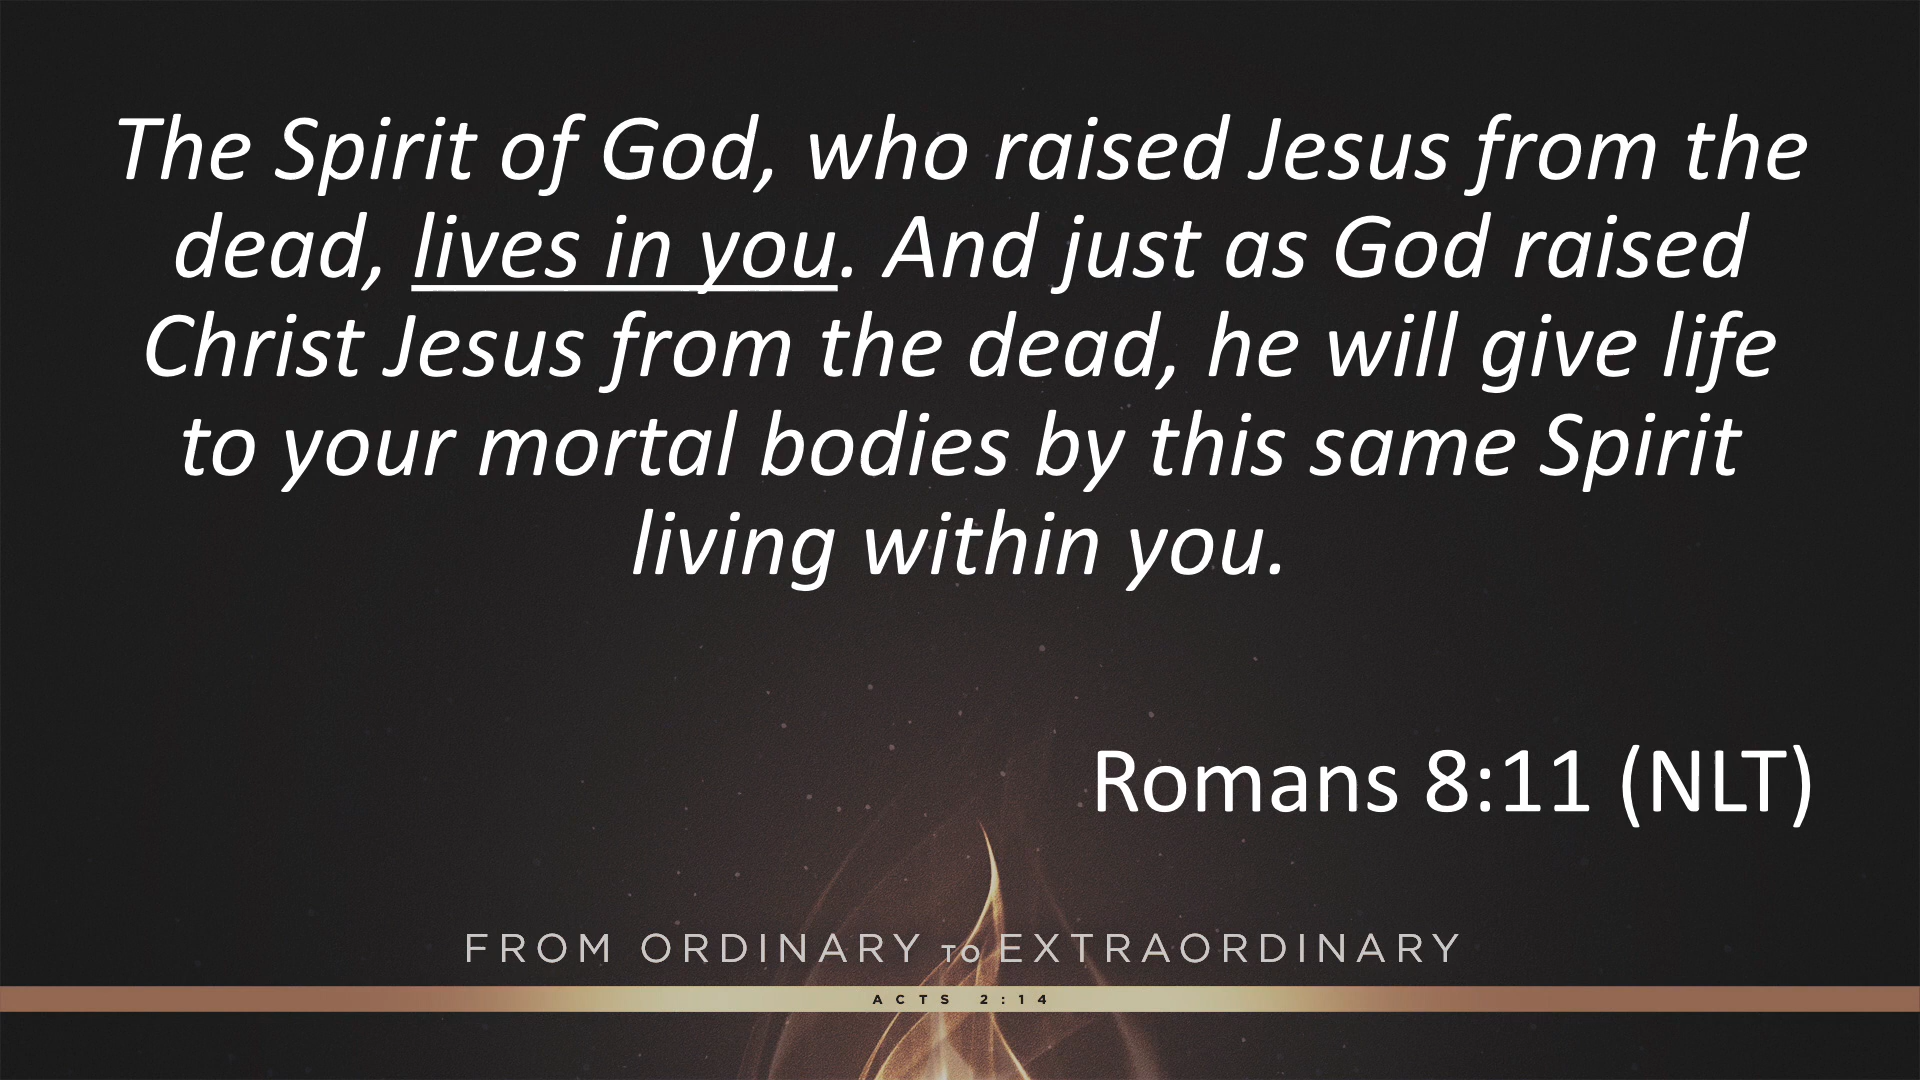 The Spirit of God, who raised Jesus from the
dead, lives in you. And just as God raised
Christ Jesus from the dead, he will give life
to your mortal bodies by this same Spirit
living within you.
Romans 8:11 (NLT)
FROM ORDINARY TO EXTRAORDINARY
ACTS 2:14